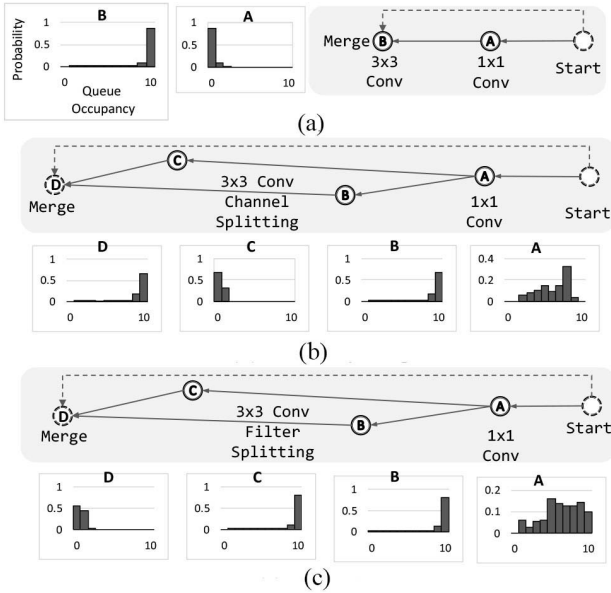 B
Probability
1
0.5
0
0 10
Queue
Occupancy
A
1
0.5
0
0 10
Merge B A
3x3 1x1
Conv Conv Start
(a)
C
D 3x3 Conv B A
Merge Channel 1x1
Splitting Conv Start
D
1
0.5
0
0 10
C
1
0.5
0
0 10
B
1
0.5
0
0 10
A
0.4
0.2
0
0 10
(b)
C
D 3x3 Conv B A
Merge Filter 1x1 Start
Splitting Conv
D
1
0.5
0
0 10
C
1
0.5
0
0 10
B
1
0.5
0
0 10
A
0.2
0.1
0
0 10
(c)